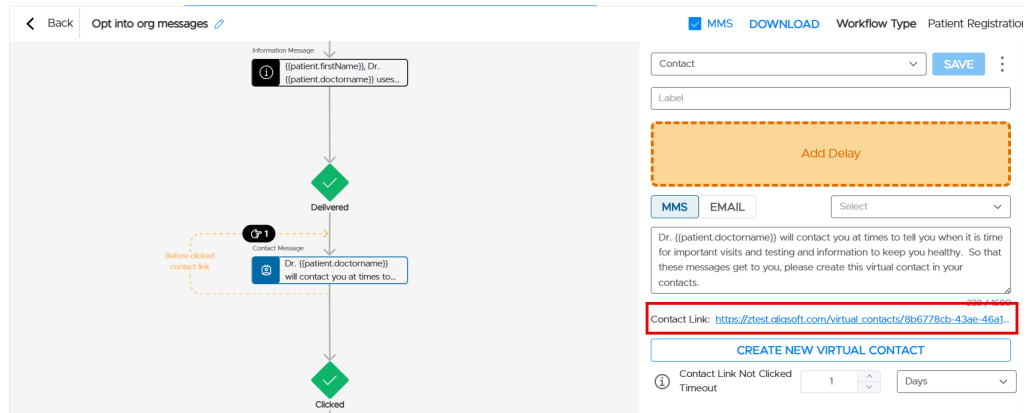 Back
Opt into org messages
MMS
DOWNLOAD
Workflow Type
Patient Registration
Information Message
{{patient.firstName}}, Dr.
{{patient.doctorname}} uses...
Delivered
1
Before clicked
contact link
Contact Message
Dr. {{patient.doctorname}}
will contact you at times to...
Clicked
Contact
SAVE
Label
Add Delay
MMS
EMAIL
Select
Dr. {{patient.doctorname}} will contact you at times to tell you when it is time
for important visits and testing and information to keep you healthy. So that
these messages get to you, please create this virtual contact in your
contacts.
Contact Link: https://ztest.qliqsoft.com/virtual_contacts/8b6778cb-43ae-46a1...
CREATE NEW VIRTUAL CONTACT
Contact Link Not Clicked
Timeout
1
Days